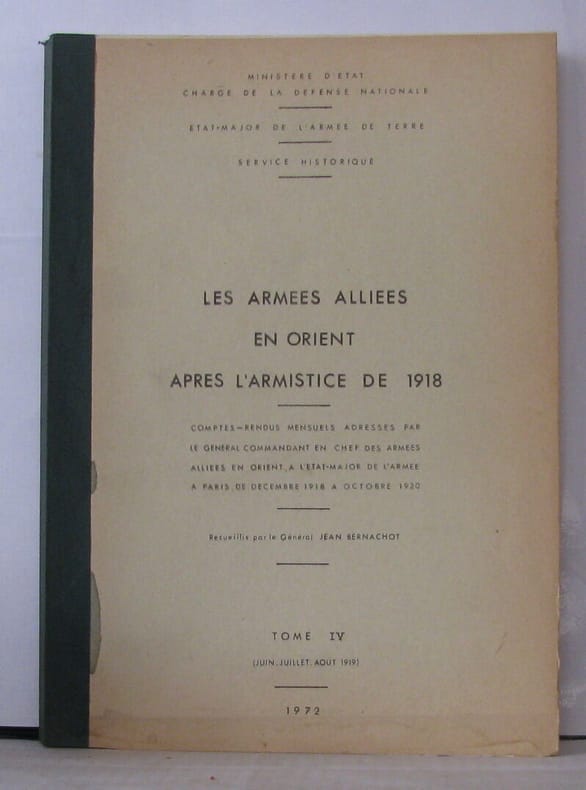 MINISTERE D'ETAT
CHARGE DE LA DEFENSE NATIONALE
ETAT-MAJOR DE L'ARMEE DE TERRE
SERVICE HISTORIQUE
LES ARMEES ALLIEES
EN ORIENT
APRES L'ARMISTICE DE 1918
COMPTES-RENDUS MENSUELS ADRESSES PAR
LE GENERAL COMMANDANT EN CHEF DES ARMEES
ALLIEES EN ORIENT, A L'ETAT-MAJOR DE L'ARMEE
A PARIS, DE DECEMBRE 1918 A OCTOBRE 1920
Recueillis par le Général JEAN BERNACHOT
TOME IV
(JUIN, JUILLET, AOUT 1919)
1972